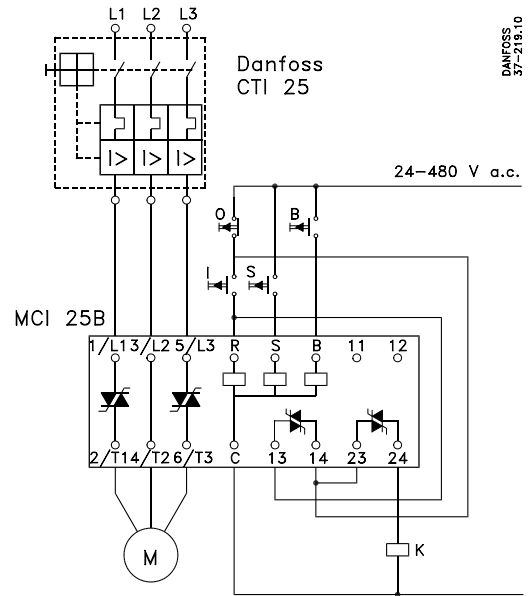 L1 L2 L3
DANFOSS
37-219.10
Danfoss
CTI 25
I> I> I>
24-480 V a.c.
O B
I S
MCI 25B
1/L1 3/L2 5/L3 R S B 11 12
2/T1 4/T2 6/T3 C 13 14 23 24
M
K